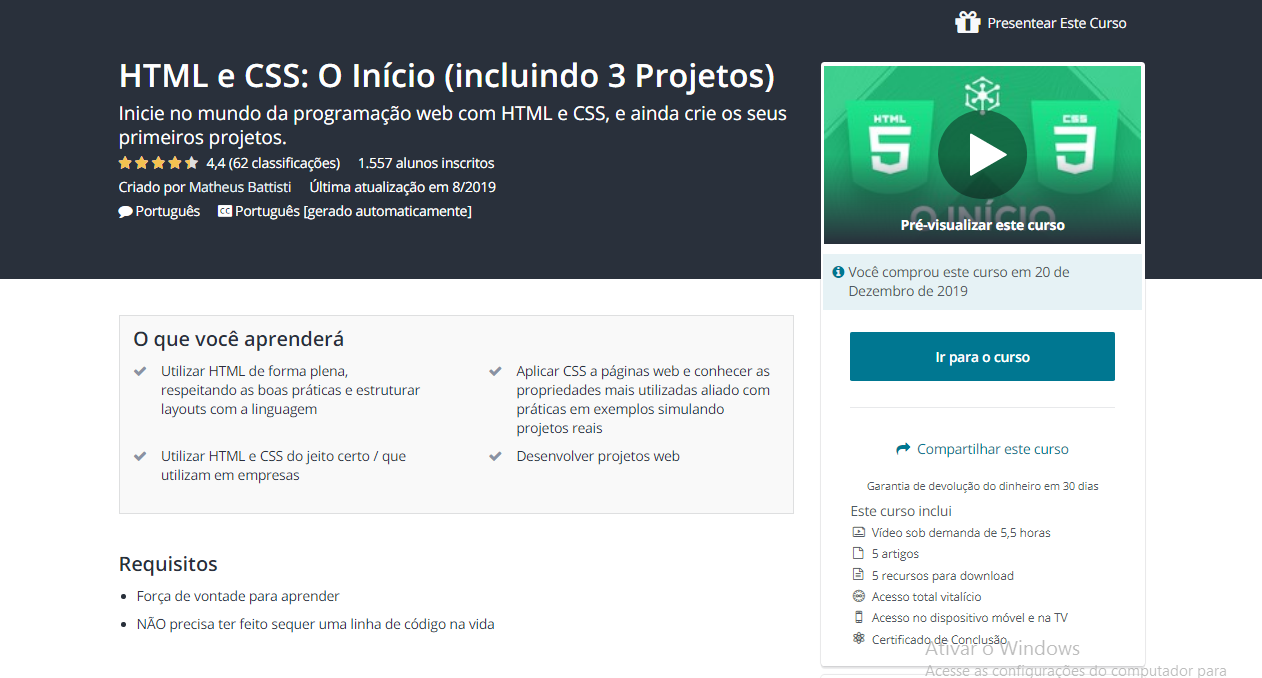 Presentear Este Curso
HTML e CSS: O Início (incluindo 3 Projetos)
Inicie no mundo da programação web com HTML e CSS, e ainda crie os seus
primeiros projetos.
4,4 (62 classificações) 1.557 alunos inscritos
Criado por Matheus Battisti Última atualização em 8/2019
Português CC Português [gerado automaticamente]
HTML
5
CSS
3
O INÍCIO
Pré-visualizar este curso
Você comprou este curso em 20 de
Dezembro de 2019
Ir para o curso
Compartilhar este curso
Garantia de devolução do dinheiro em 30 dias
Este curso inclui
Vídeo sob demanda de 5,5 horas
5 artigos
5 recursos para download
Acesso total vitalício
Acesso no dispositivo móvel e na TV
Certificado de Conclusão
O que você aprenderá
Utilizar HTML de forma plena,
respeitando as boas práticas e estruturar
layouts com a linguagem
Aplicar CSS a páginas web e conhecer as
propriedades mais utilizadas aliado com
práticas em exemplos simulando
projetos reais
Utilizar HTML e CSS do jeito certo / que
utilizam em empresas
Desenvolver projetos web
Requisitos
Força de vontade para aprender
NÃO precisa ter feito sequer uma linha de código na vida
Ativar o Windows
Acesse as configurações do computador para